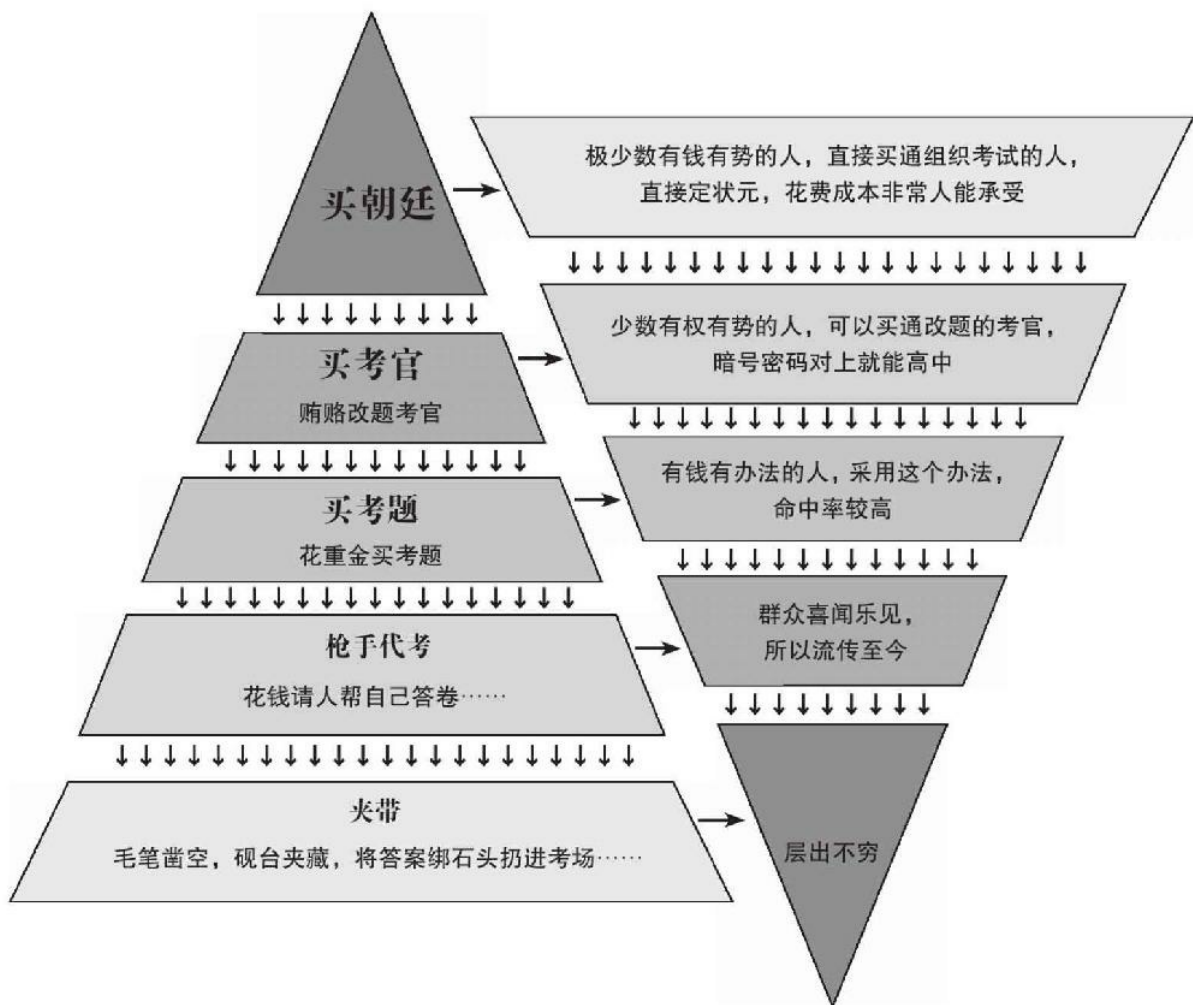 买朝廷
极少数有钱有势的人，直接买通组织考试的人，
直接定状元，花费成本非常人能承受
买考官
贿赂改题考官
少数有权有势的人，可以买通改题的考官，
暗号密码对上就能高中
买考题
花重金买考题
有钱有办法的人，采用这个办法，
命中率较高
枪手代考
花钱请人帮自己答卷……
群众喜闻乐见，
所以流传至今
夹带
毛笔凿空，砚台夹藏，将答案绑石头扔进考场……
层出不穷